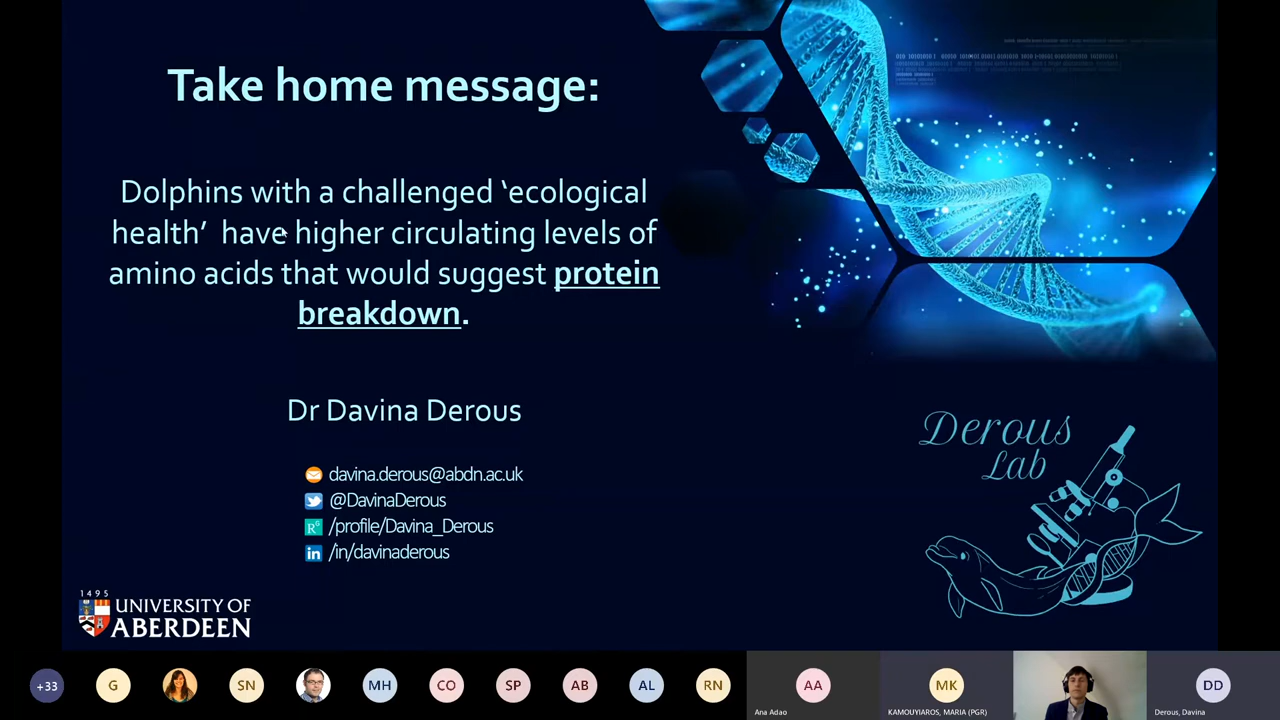 Take home message:
Dolphins with a challenged ‘ecological
health’ have higher circulating levels of
amino acids that would suggest protein
breakdown.
Dr Davina Derous
davina.derous@abdn.ac.uk
@DavinaDerous
R^G /profile/Davina_Derous
in /in/davinaderous
Derous
Lab
1495
UNIVERSITY OF
ABERDEEN
+33
G
SN
MH
CO
SP
AB
AL
RN
AA
Ana Adao
MK
KAMOUYIAROS, MARIA (PGR)
DD
Derous, Davina